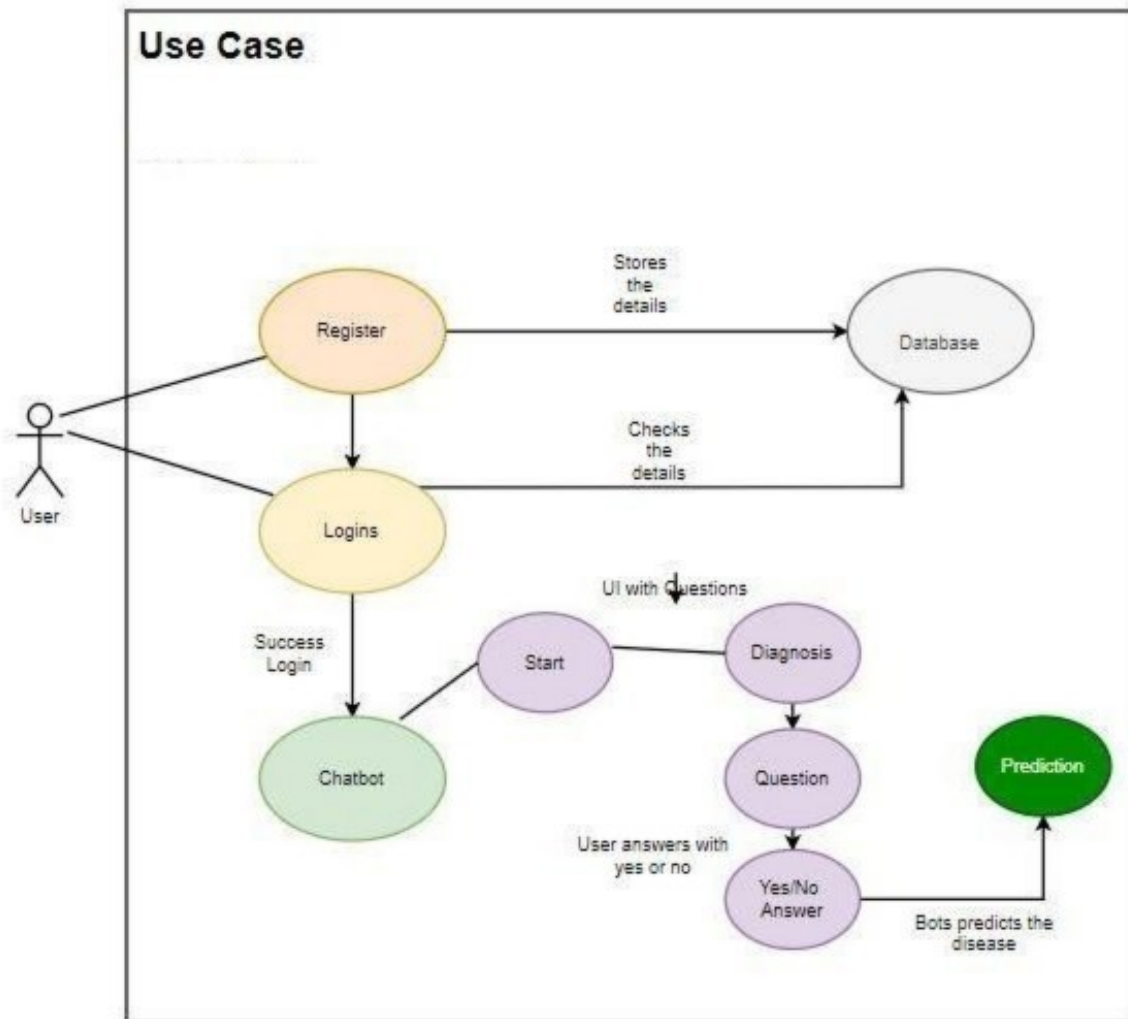 Use Case
Stores
the
details
Register
Database
Checks
the
details
User
Logins
UI with Questions
Success
Login
Start
Diagnosis
Chatbot
Question
Prediction
User answers with
yes or no
Yes/No
Answer
Bots predicts the
disease